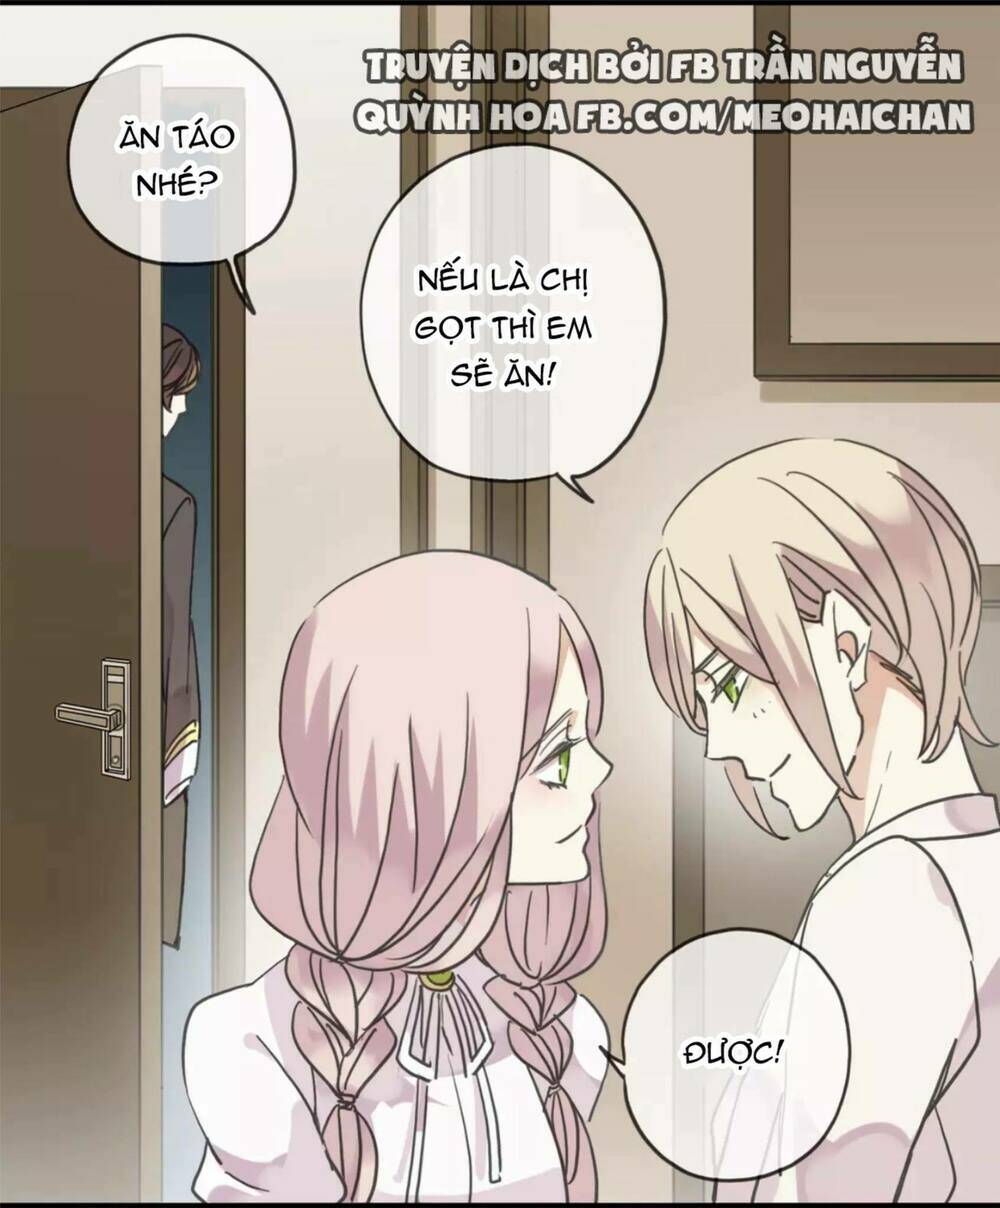 TRUYỆN DỊCH BỞI FB TRẦN NGUYỄN
QUỲNH HOA FB.COM/MEOHAICHAN
ĂN TÁO
NHÉ?
NẾU LÀ CHỊ
GỌT THÌ EM
SẼ ĂN!
ĐƯỢC!